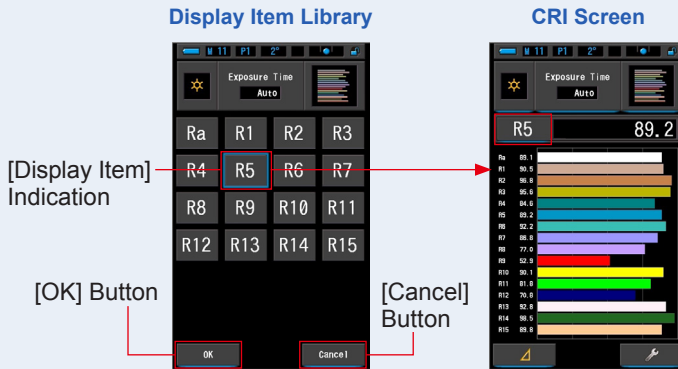 Display Item Library
CRI Screen
M 11 P1 2°
Exposure Time
Auto
Ra R1 R2 R3
R4 R5 R6 R7
R8 R9 R10 R11
R12 R13 R14 R15
OK
Cancel
[Display Item]
Indication
[OK] Button
[Cancel]
Button
M 11 P1 2°
Exposure Time
Auto
R5 89.2
Ra 89.1
R1 90.5
R2 96.8
R3 95.6
R4 84.6
R5 89.2
R6 92.2
R7 88.8
R8 77.0
R9 52.9
R10 90.1
R11 81.8
R12 70.8
R13 92.8
R14 98.5
R15 89.8